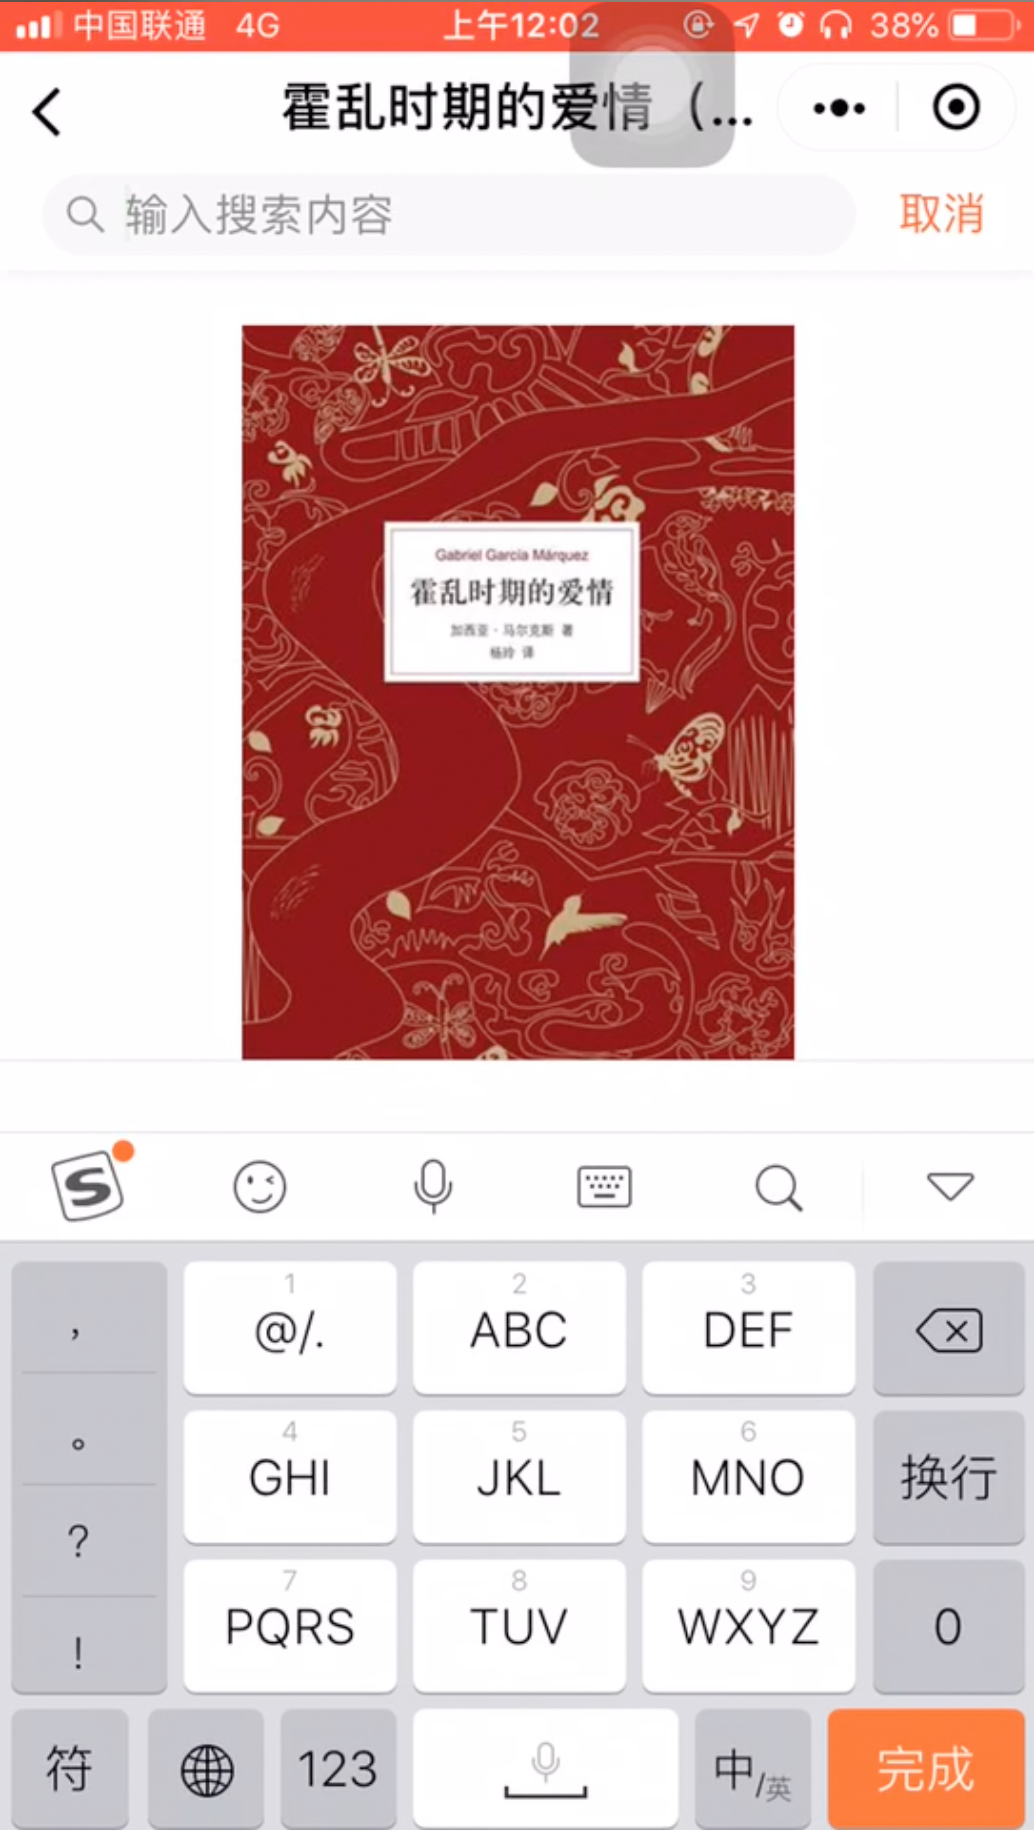 中国联通 4G 上午12:02 38%
霍乱时期的爱情（...
输入搜索内容 取消
Gabriel García Márquez
霍乱时期的爱情
加西亚·马尔克斯 著
杨玲 译
S
, 1 @/. 2 ABC 3 DEF
。 4 GHI 5 JKL 6 MNO 换行
? 7 PQRS 8 TUV 9 WXYZ 0
!
符 123 中/英 完成